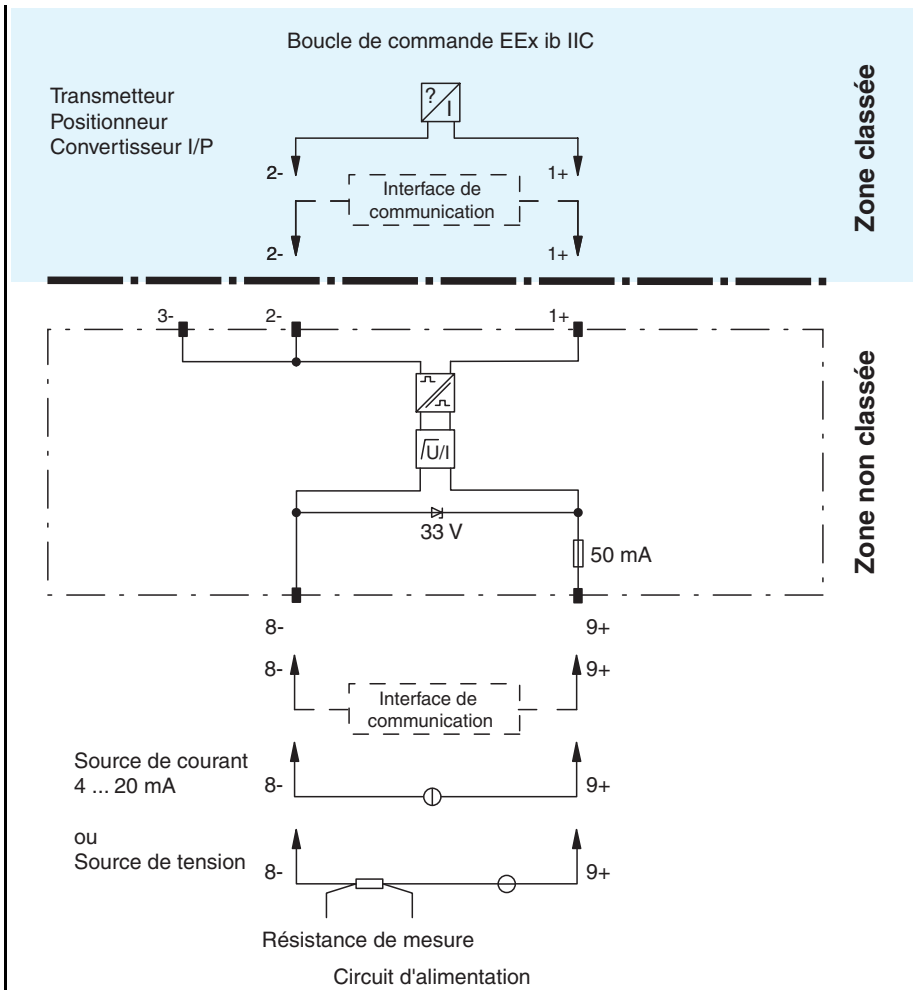 Boucle de commande EEx ib IIC
Transmetteur
Positionneur
Convertisseur I/P
?/I
2-
1+
Interface de
communication
2-
1+
Zone classée
3-
2-
1+
√U/I
33 V
50 mA
Zone non classée
8-
9+
8-
9+
Interface de
communication
Source de courant
4 ... 20 mA
8-
9+
ou
Source de tension
8-
9+
Résistance de mesure
Circuit d'alimentation